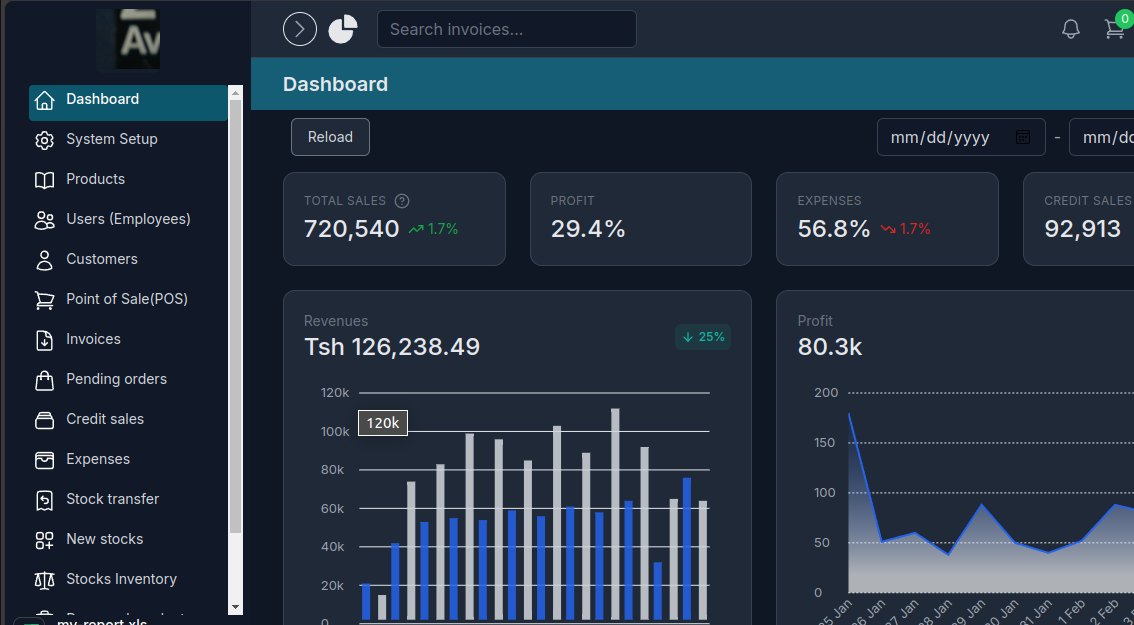 Av
Search invoices...
0
Dashboard
Dashboard
System Setup
Products
Users (Employees)
Customers
Point of Sale(POS)
Invoices
Pending orders
Credit sales
Expenses
Stock transfer
New stocks
Stocks Inventory
my-report.xls
Reload
mm/dd/yyyy
-
mm/dd
TOTAL SALES ?
720,540 1.7%
PROFIT
29.4%
EXPENSES
56.8% 1.7%
CREDIT SALES
92,913
Revenues
Tsh 126,238.49
25%
120k
120k
100k
80k
60k
40k
20k
0
Profit
80.3k
200
150
100
50
0
25 Jan
26 Jan
27 Jan
28 Jan
29 Jan
30 Jan
31 Jan
1 Feb
2 Feb